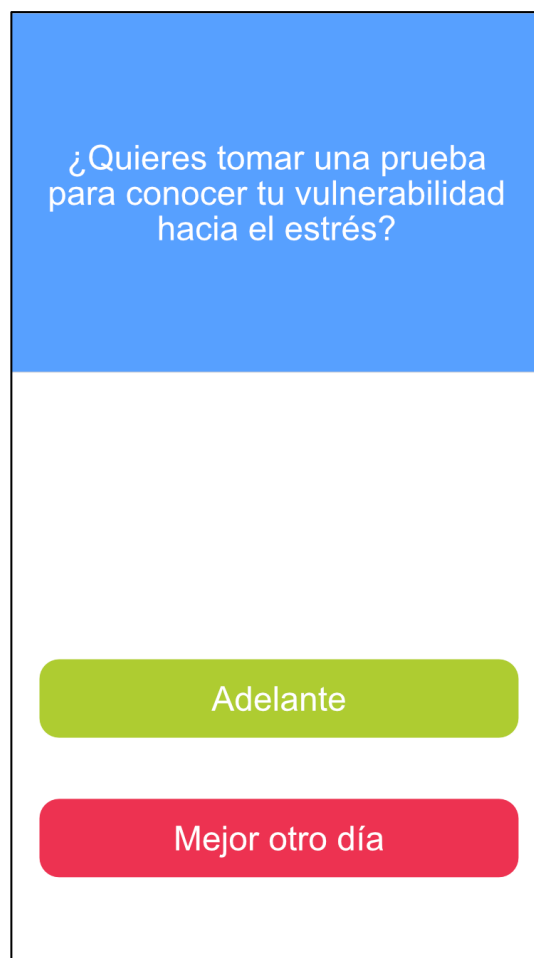 ¿Quieres tomar una prueba
para conocer tu vulnerabilidad
hacia el estrés?
Adelante
Mejor otro día